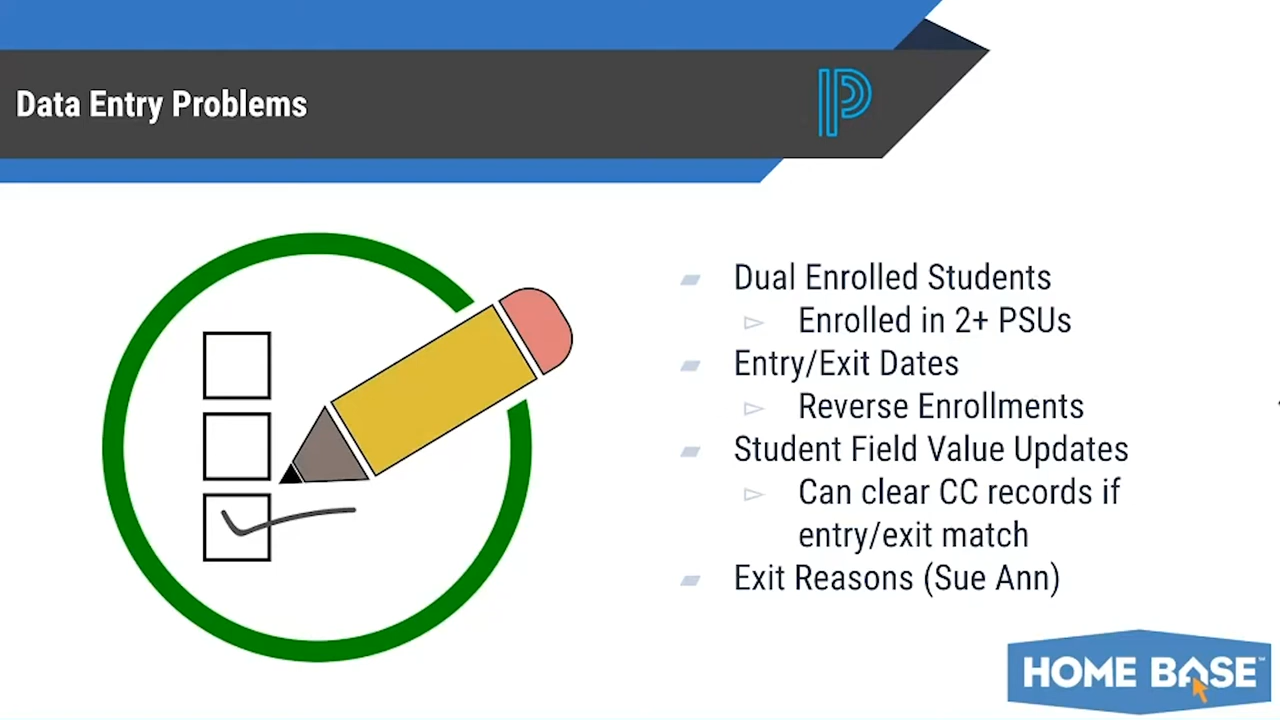 Data Entry Problems
Dual Enrolled Students
Enrolled in 2+ PSUs
Entry/Exit Dates
Reverse Enrollments
Student Field Value Updates
Can clear CC records if
entry/exit match
Exit Reasons (Sue Ann)
HOME BASE™